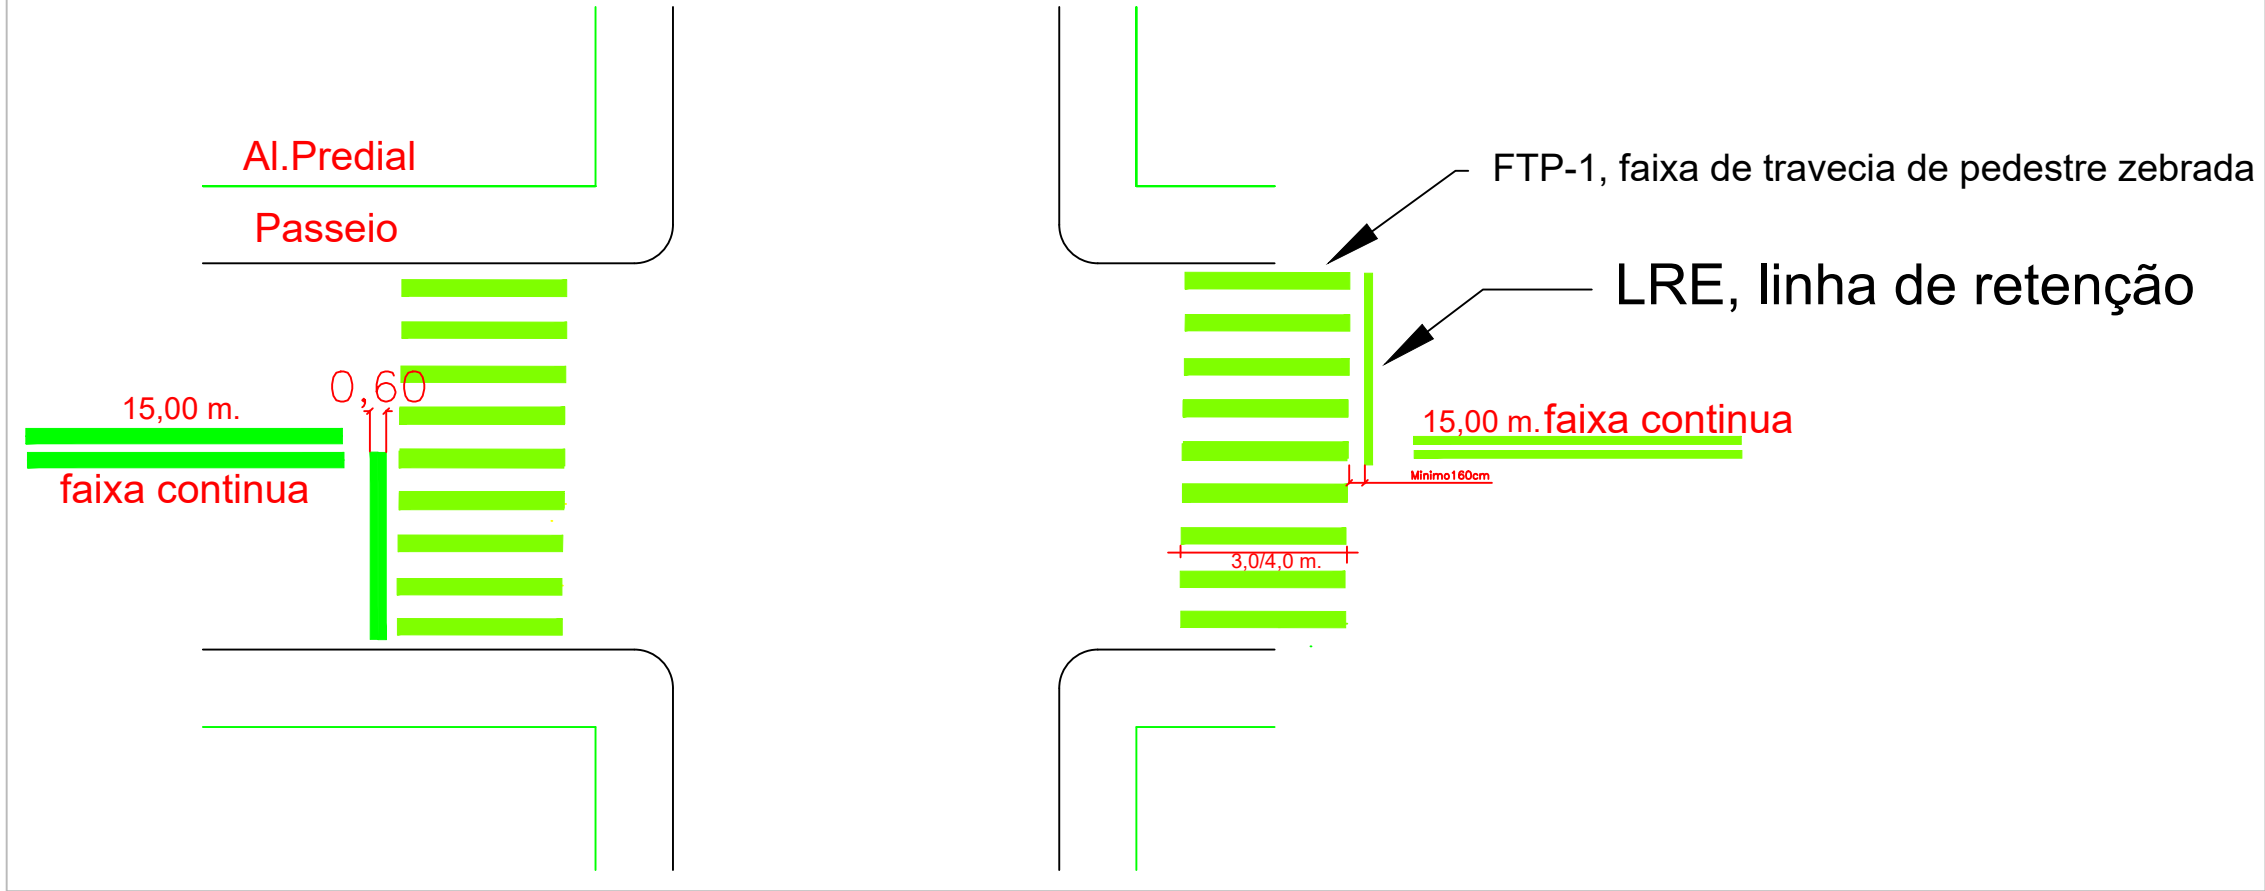 Al.Predial
FTP-1, faixa de travecia de pedestre zebrada
Passeio
LRE, linha de retenção
0,60
15,00 m.
faixa continua
15,00 m. faixa continua
Minimo160cm
3,0/4,0 m.